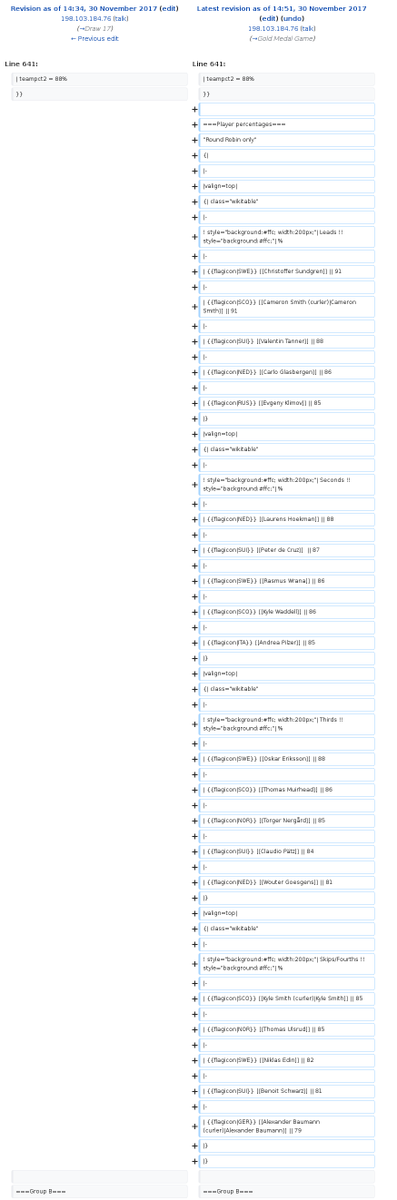 Revision as of 14:34, 30 November 2017 (edit)
198.103.184.76 (talk)
(→Draw 17)
← Previous edit
Latest revision as of 14:51, 30 November 2017
(edit) (undo)
198.103.184.76 (talk)
(→Gold Medal Game)
Line 641:
Line 641:
| teampct2 = 88%
| teampct2 = 88%
}}
}}
+
+ ===Player percentages===
+ "Round Robin only"
+ {|
+ |-
+ |valign=top|
+ {| class="wikitable"
+ |-
+ ! style="background:#ffc; width:200px;"| Leads !!
style="background:#ffc;"| %
+ |-
+ | {{flagicon|SWE}} [[Christoffer Sundgren]] || 91
+ |-
+ | {{flagicon|SCO}} [[Cameron Smith (curler)|Cameron
Smith]] || 91
+ |-
+ | {{flagicon|SUI}} [[Valentin Tanner]] || 88
+ |-
+ | {{flagicon|NED}} [[Carlo Glasbergen]] || 86
+ |-
+ | {{flagicon|RUS}} [[Evgeny Klimov]] || 85
+ |}
+ |valign=top|
+ {| class="wikitable"
+ |-
+ ! style="background:#ffc; width:200px;"| Seconds !!
style="background:#ffc;"| %
+ |-
+ | {{flagicon|NED}} [[Laurens Hoekman]] || 88
+ |-
+ | {{flagicon|SUI}} [[Peter de Cruz]] || 87
+ |-
+ | {{flagicon|SWE}} [[Rasmus Wrana]] || 86
+ |-
+ | {{flagicon|SCO}} [[Kyle Waddell]] || 86
+ |-
+ | {{flagicon|ITA}} [[Andrea Pilzer]] || 85
+ |}
+ |valign=top|
+ {| class="wikitable"
+ |-
+ ! style="background:#ffc; width:200px;"| Thirds !!
style="background:#ffc;"| %
+ |-
+ | {{flagicon|SWE}} [[Oskar Eriksson]] || 88
+ |-
+ | {{flagicon|SCO}} [[Thomas Muirhead]] || 86
+ |-
+ | {{flagicon|NOR}} [[Torger Nergård]] || 85
+ |-
+ | {{flagicon|SUI}} [[Claudio Pätz]] || 84
+ |-
+ | {{flagicon|NED}} [[Wouter Goesgens]] || 81
+ |}
+ |valign=top|
+ {| class="wikitable"
+ |-
+ ! style="background:#ffc; width:200px;"| Skips/Fourths !!
style="background:#ffc;"| %
+ |-
+ | {{flagicon|SCO}} [[Kyle Smith (curler)|Kyle Smith]] || 85
+ |-
+ | {{flagicon|NOR}} [[Thomas Ulsrud]] || 85
+ |-
+ | {{flagicon|SWE}} [[Niklas Edin]] || 82
+ |-
+ | {{flagicon|SUI}} [[Benoit Schwarz]] || 81
+ |-
+ | {{flagicon|GER}} [[Alexander Baumann
(curler)|Alexander Baumann]] || 79
+ |}
+ |}
===Group B===
===Group B===